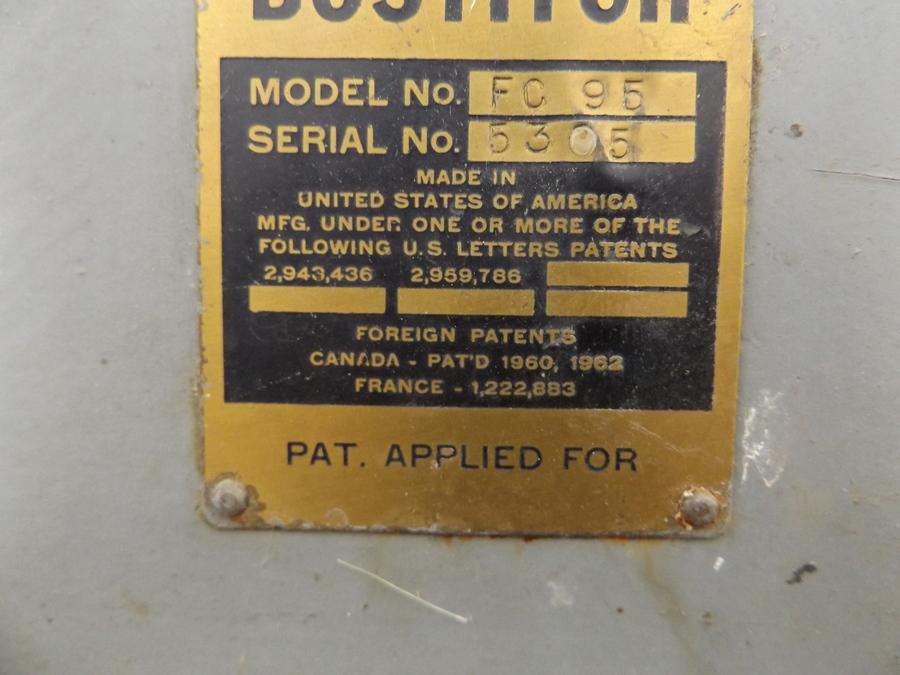 BOSTITCH
MODEL No. FC 95
SERIAL No. 5305
MADE IN
UNITED STATES OF AMERICA
MFG. UNDER ONE OR MORE OF THE
FOLLOWING U.S. LETTERS PATENTS
2,943,436 2,959,786
FOREIGN PATENTS
CANADA - PAT'D 1960, 1962
FRANCE - 1,222,883
PAT. APPLIED FOR